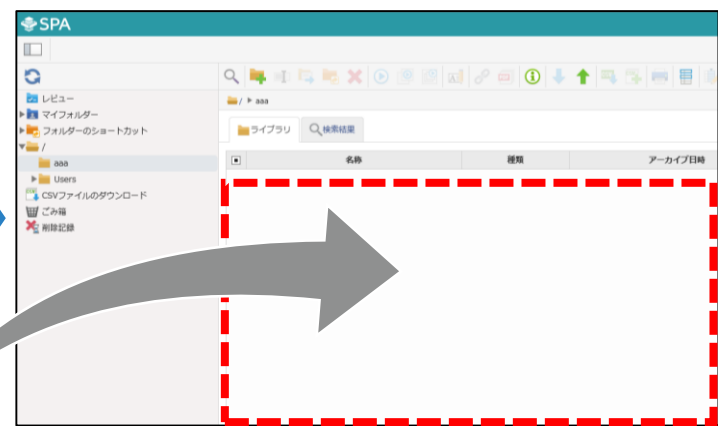 SPA
レビュー
マイフォルダー
フォルダーのショートカット
/
aaa
Users
CSVファイルのダウンロード
ごみ箱
削除記録
/ aaa
ライブラリ 検索結果
名称 種類 アーカイブ日時